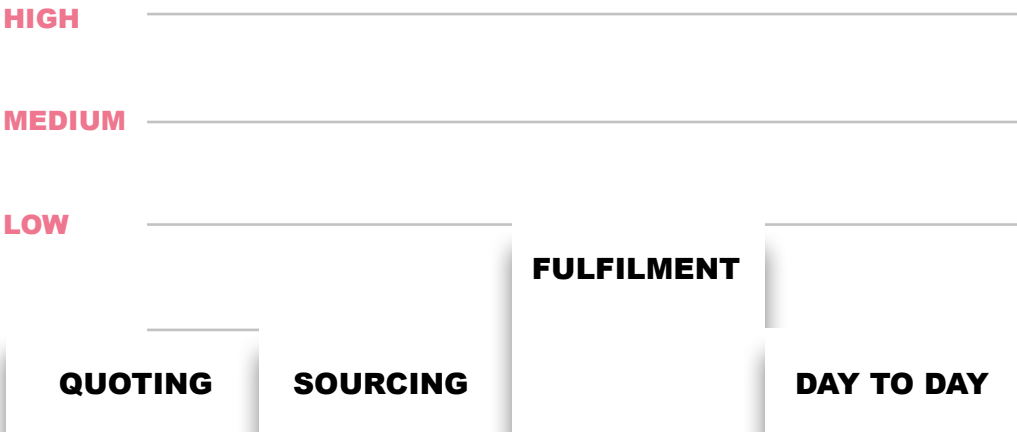 HIGH
MEDIUM
LOW
FULFILMENT
QUOTING SOURCING DAY TO DAY